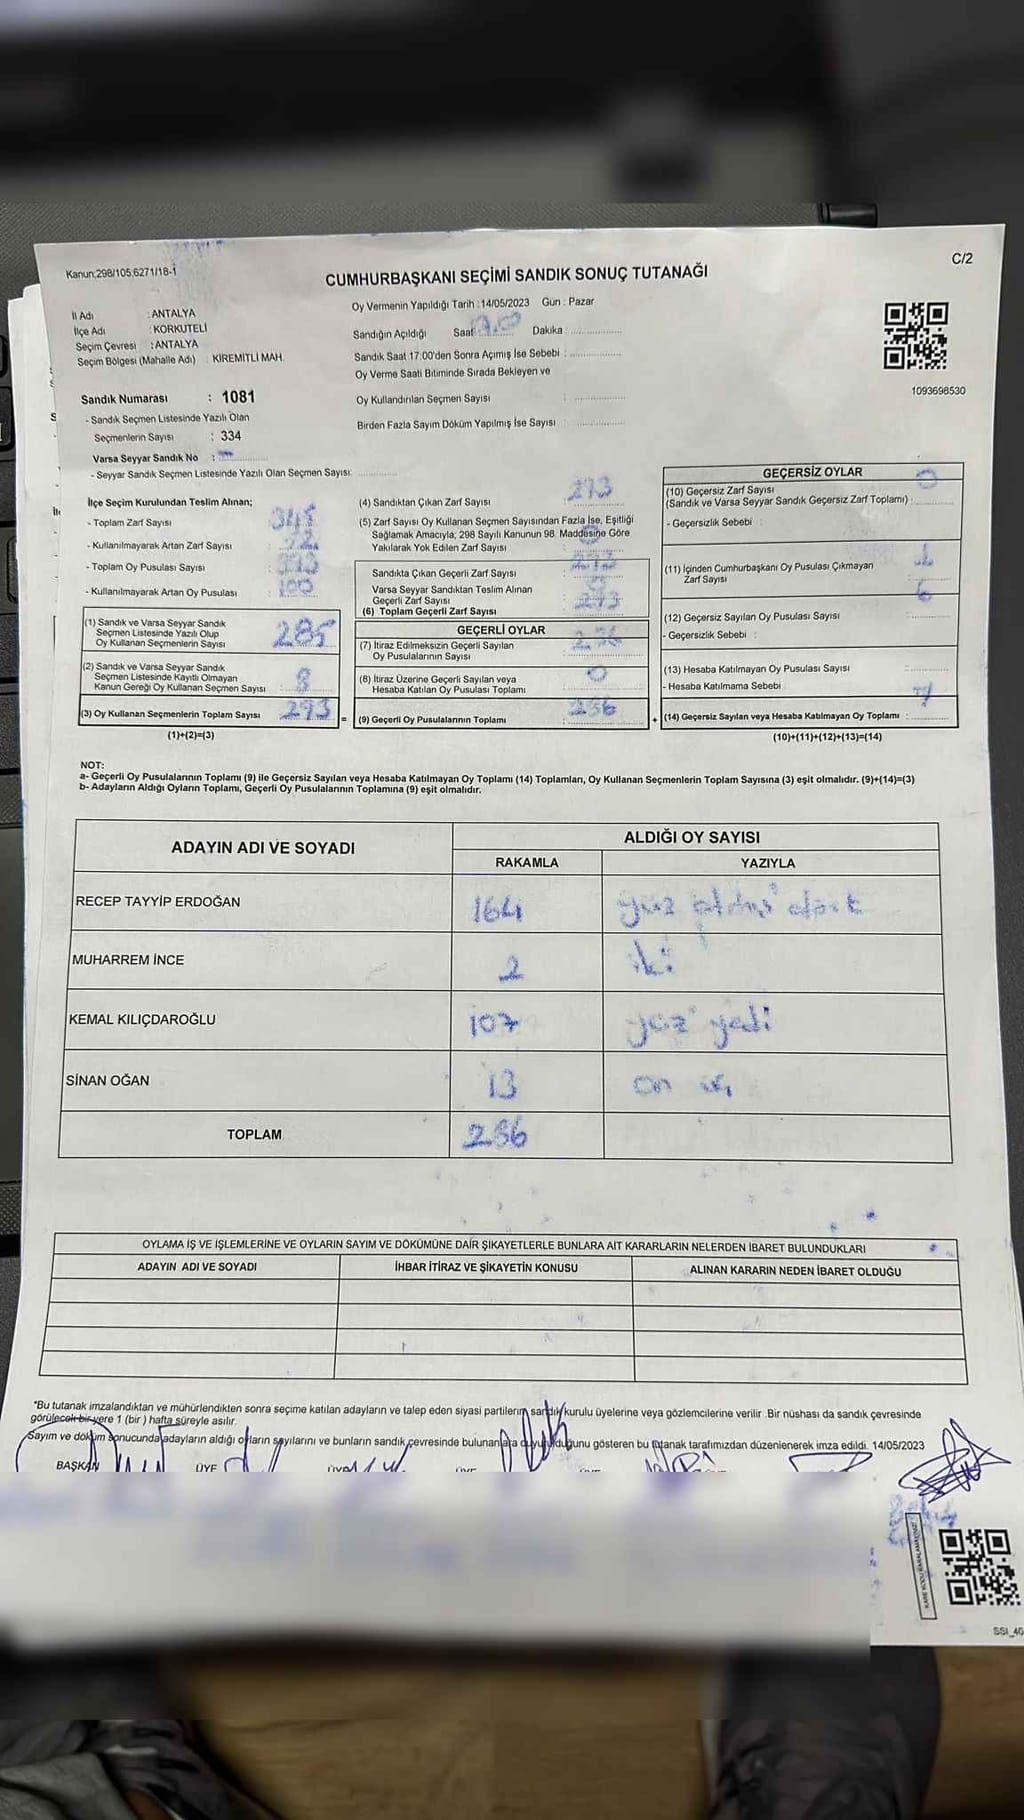 Kanun;298/105;6271/18-1
C/2
CUMHURBAŞKANI SEÇİMİ SANDIK SONUÇ TUTANAĞI
İl Adı : ANTALYA
İlçe Adı : KORKUTELİ
Seçim Çevresi : ANTALYA
Seçim Bölgesi (Mahalle Adı) : KİREMİTLİ MAH.
Sandık Numarası : 1081
- Sandık Seçmen Listesinde Yazılı Olan
Seçmenlerin Sayısı : 334
Varsa Seyyar Sandık No :
- Seyyar Sandık Seçmen Listesinde Yazılı Olan Seçmen Sayısı: ..............
Oy Vermenin Yapıldığı Tarih : 14/05/2023 Gün : Pazar
Sandığın Açıldığı Saat Dakika : ..............
Sandık Saat 17:00'den Sonra Açımış İse Sebebi : ..............
Oy Verme Saati Bitiminde Sırada Bekleyen ve
Oy Kullandırılan Seçmen Sayısı : ..............
Birden Fazla Sayım Döküm Yapılmış İse Sayısı : ..............
1093698530
İlçe Seçim Kurulundan Teslim Alınan;
- Toplam Zarf Sayısı : 345
- Kullanılmayarak Artan Zarf Sayısı :
- Toplam Oy Pusulası Sayısı :
- Kullanılmayarak Artan Oy Pusulası : 100
(1) Sandık ve Varsa Seyyar Sandık
Seçmen Listesinde Yazılı Olup
Oy Kullanan Seçmenlerin Sayısı : 285
(2) Sandık ve Varsa Seyyar Sandık
Seçmen Listesinde Kayıtlı Olmayan
Kanun Gereği Oy Kullanan Seçmen Sayısı : 8
(3) Oy Kullanan Seçmenlerin Toplam Sayısı : 293
(1)+(2)=(3)
=
(4) Sandıktan Çıkan Zarf Sayısı : 293
(5) Zarf Sayısı Oy Kullanan Seçmen Sayısından Fazla İse, Eşitliği
Sağlamak Amacıyla; 298 Sayılı Kanunun 98. Maddesine Göre
Yakılarak Yok Edilen Zarf Sayısı
Sandıkta Çıkan Geçerli Zarf Sayısı : 293
Varsa Seyyar Sandıktan Teslim Alınan
Geçerli Zarf Sayısı
(6) Toplam Geçerli Zarf Sayısı : 293
GEÇERLİ OYLAR
(7) İtiraz Edilmeksizin Geçerli Sayılan
Oy Pusulalarının Sayısı
(8) İtiraz Üzerine Geçerli Sayılan veya
Hesaba Katılan Oy Pusulası Toplamı : 0
(9) Geçerli Oy Pusulalarının Toplamı : 286
+
GEÇERSİZ OYLAR
(10) Geçersiz Zarf Sayısı
(Sandık ve Varsa Seyyar Sandık Geçersiz Zarf Toplamı) : 0
- Geçersizlik Sebebi :
(11) İçinden Cumhurbaşkanı Oy Pusulası Çıkmayan
Zarf Sayısı : 1
(12) Geçersiz Sayılan Oy Pusulası Sayısı : 6
- Geçersizlik Sebebi :
(13) Hesaba Katılmayan Oy Pusulası Sayısı : ..............
- Hesaba Katılmama Sebebi :
(14) Geçersiz Sayılan veya Hesaba Katılmayan Oy Toplamı : 7
(10)+(11)+(12)+(13)=(14)
NOT:
a- Geçerli Oy Pusulalarının Toplamı (9) ile Geçersiz Sayılan veya Hesaba Katılmayan Oy Toplamı (14) Toplamları, Oy Kullanan Seçmenlerin Toplam Sayısına (3) eşit olmalıdır. (9)+(14)=(3)
b- Adayların Aldığı Oyların Toplamı, Geçerli Oy Pusulalarının Toplamına (9) eşit olmalıdır.
ADAYIN ADI VE SOYADI ALDIĞI OY SAYISI
RAKAMLA YAZIYLA
RECEP TAYYİP ERDOĞAN 164 yüz altmış dört
MUHARREM İNCE 2 iki
KEMAL KILIÇDAROĞLU 107 yüz yedi
SİNAN OĞAN 13 on üç
TOPLAM 286
OYLAMA İŞ VE İŞLEMLERİNE VE OYLARIN SAYIM VE DÖKÜMÜNE DAİR ŞİKAYETLERLE BUNLARA AİT KARARLARIN NELERDEN İBARET BULUNDUKLARI
ADAYIN ADI VE SOYADI İHBAR İTİRAZ VE ŞİKAYETİN KONUSU ALINAN KARARIN NEDEN İBARET OLDUĞU
*Bu tutanak imzalandıktan ve mühürlendikten sonra seçime katılan adayların ve talep eden siyasi partilerin sandık kurulu üyelerine veya gözlemcilerine verilir. Bir nüshası da sandık çevresinde
görülecek bir yere 1 (bir ) hafta süreyle asılır.
Sayım ve döküm sonucunda adayların aldığı oyların sayılarını ve bunların sandık çevresinde bulunanlara duyurulduğunu gösteren bu tutanak tarafımızdan düzenlenerek imza edildi. 14/05/2023
BAŞKAN ÜYE
KARE KODU KARALAMAYINIZ!
SSI_40